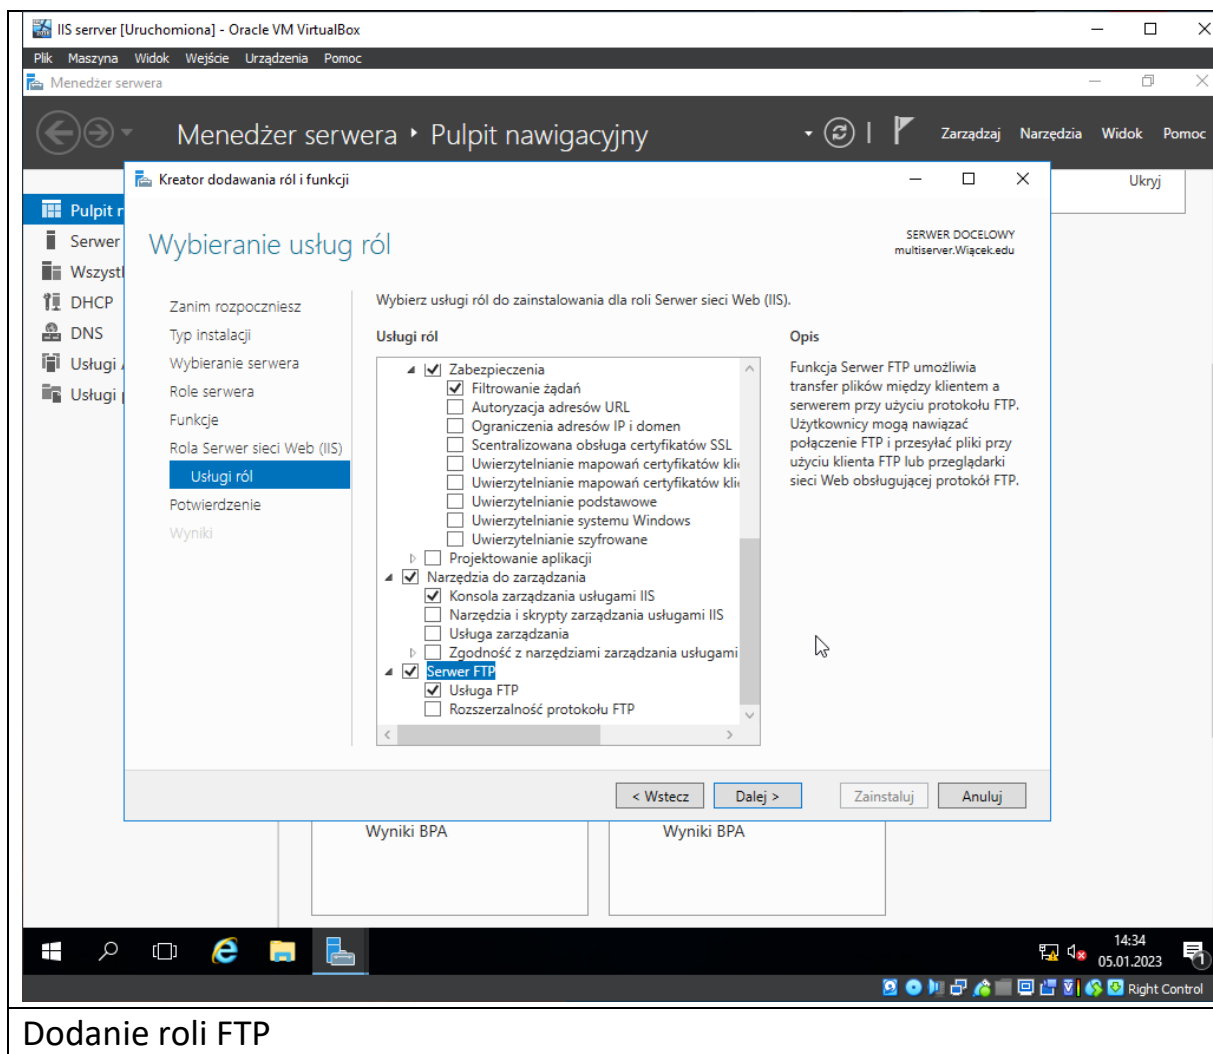 IIS serrver [Uruchomiona] - Oracle VM VirtualBox
Plik Maszyna Widok Wejście Urządzenia Pomoc
Menedżer serwera
Menedżer serwera Pulpit nawigacyjny
Zarządzaj Narzędzia Widok Pomoc
Kreator dodawania ról i funkcji
Ukryj
Pulpit
Serwer
DHCP
DNS
Usługi
Usługi
Wybieranie usług ról
SERWER DOCELOWY
multiserver.Wiącek.edu
Zanim rozpoczniesz
Typ instalacji
Wybieranie serwera
Role serwera
Funkcje
Rola Serwer sieci Web (IIS)
Usługi ról
Potwierdzenie
Wyniki
Wybierz usługi ról do zainstalowania dla roli Serwer sieci Web (IIS).
Usługi ról
Zabezpieczenia
Filtrowanie żądań
Autoryzacja adresów URL
Ograniczenia adresów IP i domen
Scentralizowana obsługa certyfikatów SSL
Uwierzytelnianie mapowań certyfikatów
Uwierzytelnianie mapowań certyfikatów
Uwierzytelnianie podstawowe
Uwierzytelnianie systemu Windows
Uwierzytelnianie szyfrowane
Projektowanie aplikacji
Narzędzia do zarządzania
Konsola zarządzania usługami IIS
Narzędzia i skrypty zarządzania usługami IIS
Usługa zarządzania
Zgodność z narzędziami zarządzania usługami
Serwer FTP
Usługa FTP
Rozszerzalność protokołu FTP
Opis
Funkcja Serwer FTP umożliwia
transfer plików między klientem a
serwerem przy użyciu protokołu FTP.
Użytkownicy mogą nawiązać
połączenie FTP i przesyłać pliki przy
użyciu klienta FTP lub przeglądarki
sieci Web obsługującej protokół FTP.
< Wstecz Dalej > Zainstaluj Anuluj
Wyniki BPA Wyniki BPA
14:34
05.01.2023
1
Right Control
Dodanie roli FTP